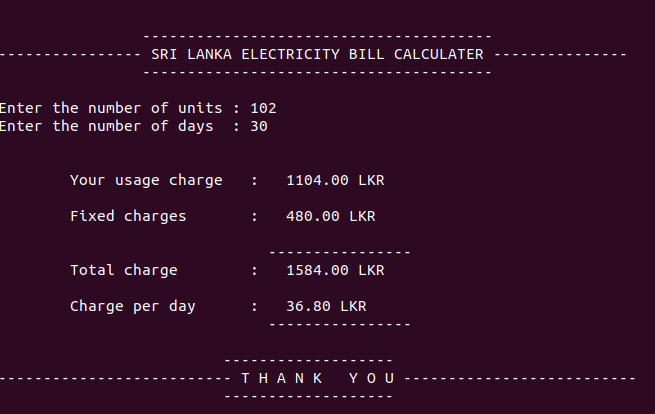 ---------------------------------------
---------------- SRI LANKA ELECTRICITY BILL CALCULATER ---------------
---------------------------------------
Enter the number of units : 102
Enter the number of days  : 30
Your usage charge   :   1104.00 LKR
Fixed charges       :   480.00 LKR
----------------
Total charge        :   1584.00 LKR
Charge per day      :   36.80 LKR
----------------
-------------------
-------------------------- T H A N K   Y O U --------------------------
-------------------